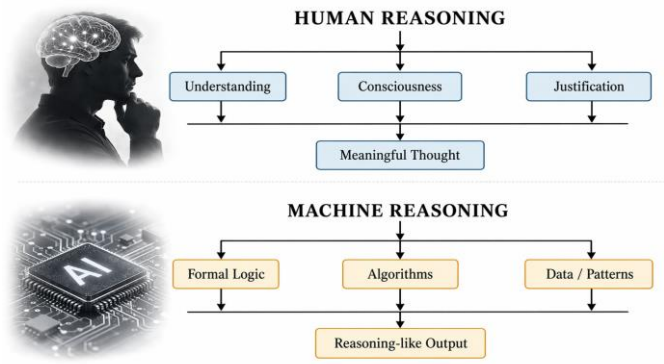 HUMAN REASONING
Understanding
Consciousness
Justification
Meaningful Thought
MACHINE REASONING
AI
Formal Logic
Algorithms
Data / Patterns
Reasoning-like Output